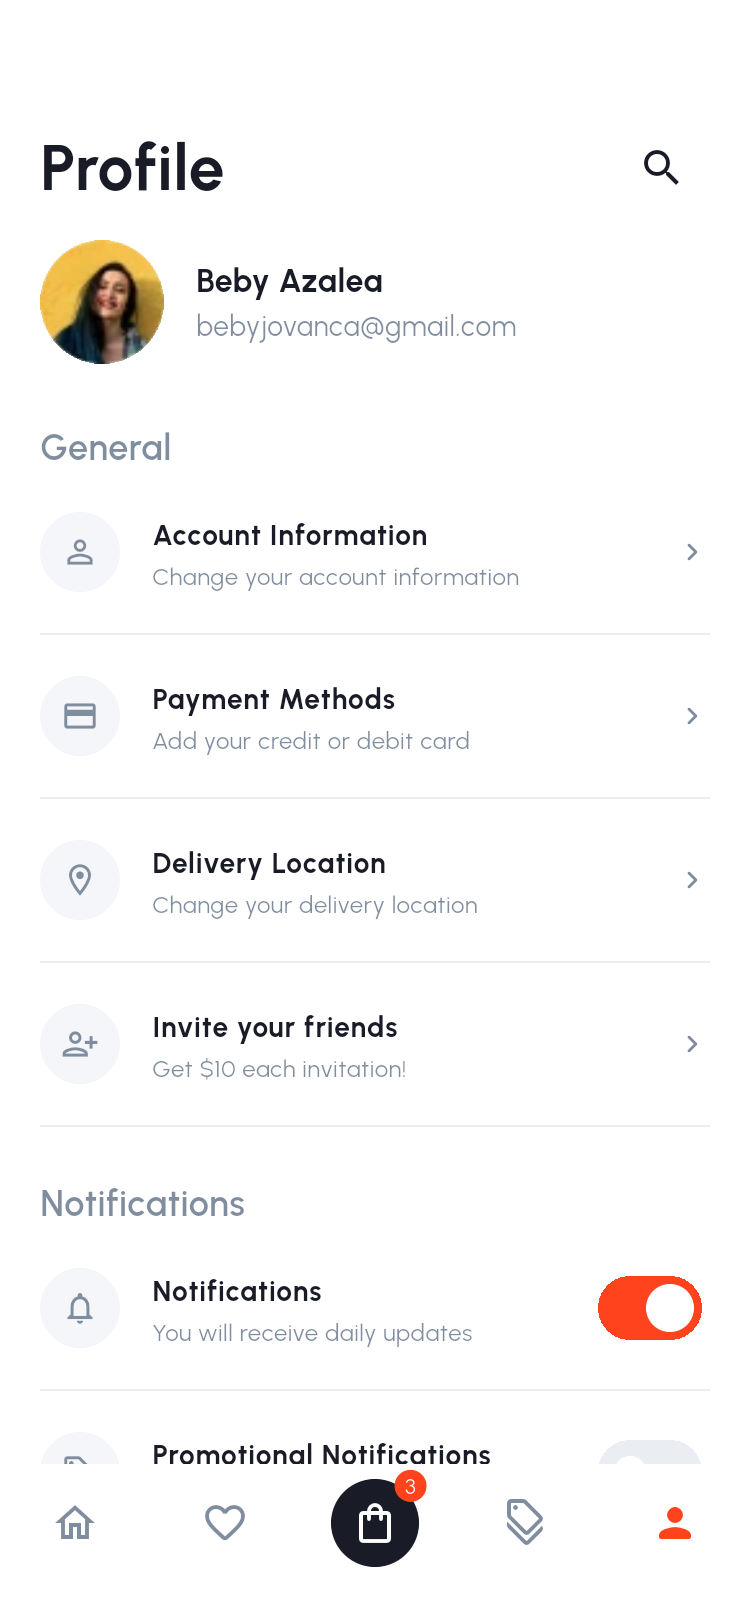 Profile
Beby Azalea
bebyjovanca@gmail.com
General
Account Information
Change your account information
Payment Methods
Add your credit or debit card
Delivery Location
Change your delivery location
Invite your friends
Get $10 each invitation!
Notifications
Notifications
You will receive daily updates
Promotional Notifications
3